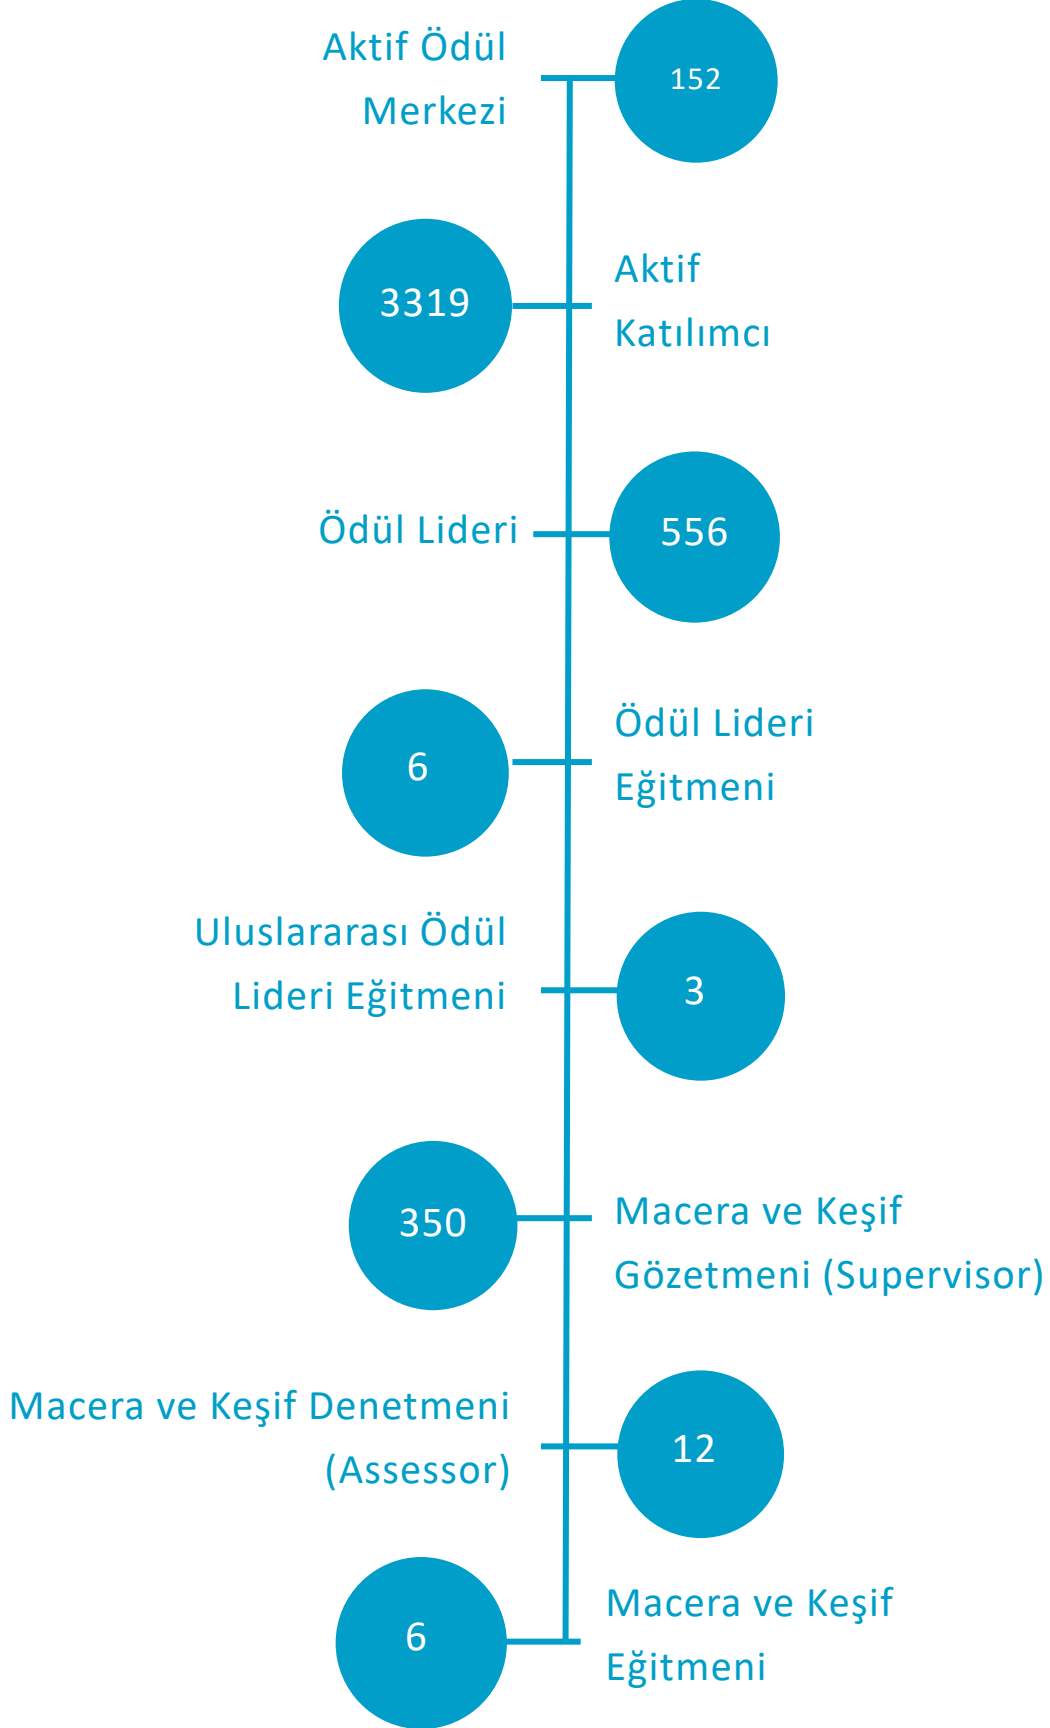 Aktif Ödül
Merkezi
152
3319
Aktif
Katılımcı
Ödül Lideri
556
6
Ödül Lideri
Eğitmeni
Uluslararası Ödül
Lideri Eğitmeni
3
350
Macera ve Keşif
Gözetmeni (Supervisor)
Macera ve Keşif Denetmeni
(Assessor)
12
6
Macera ve Keşif
Eğitmeni